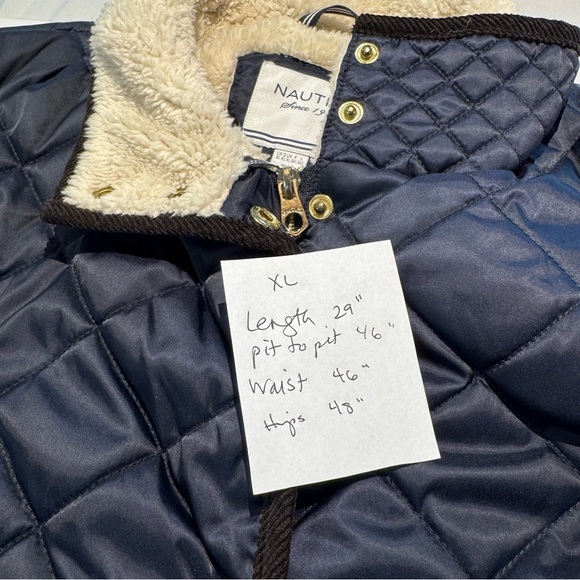 NAUTI
Since 19
XL
Length 29"
pit to pit 46"
Waist 46"
Hips 48"